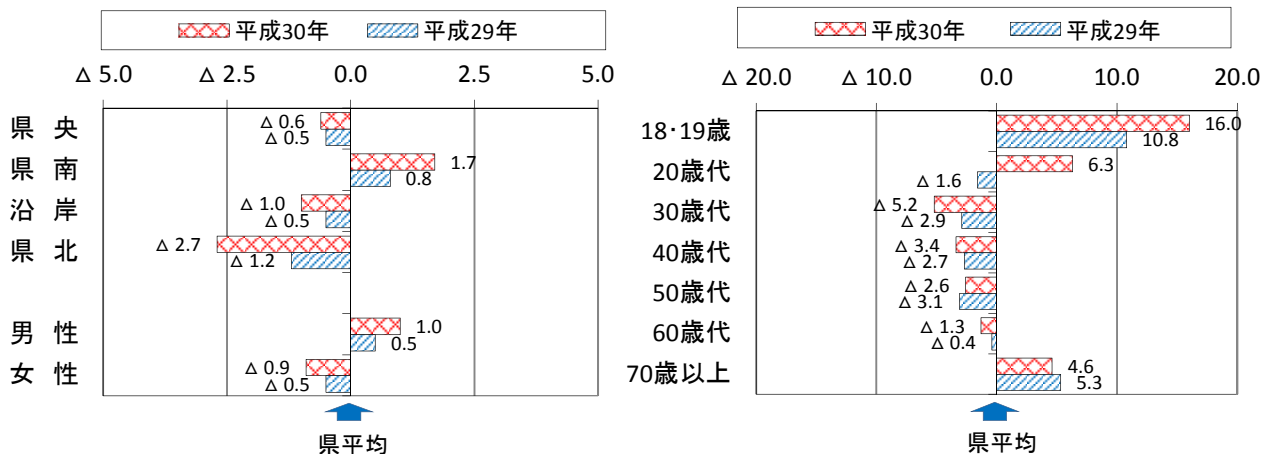 平成30年 平成29年
△ 5.0 △ 2.5 0.0 2.5 5.0
県 央 △ 0.6
△ 0.5
県 南 1.7
0.8
沿 岸 △ 1.0
△ 0.5
県 北 △ 2.7
△ 1.2
男 性 1.0
0.5
女 性 △ 0.9
△ 0.5
県平均
平成30年 平成29年
△ 20.0 △ 10.0 0.0 10.0 20.0
18・19歳 16.0
10.8
20歳代 6.3
△ 1.6
30歳代 △ 5.2
△ 2.9
40歳代 △ 3.4
△ 2.7
50歳代 △ 2.6
△ 3.1
60歳代 △ 1.3
△ 0.4
70歳以上 4.6
5.3
県平均